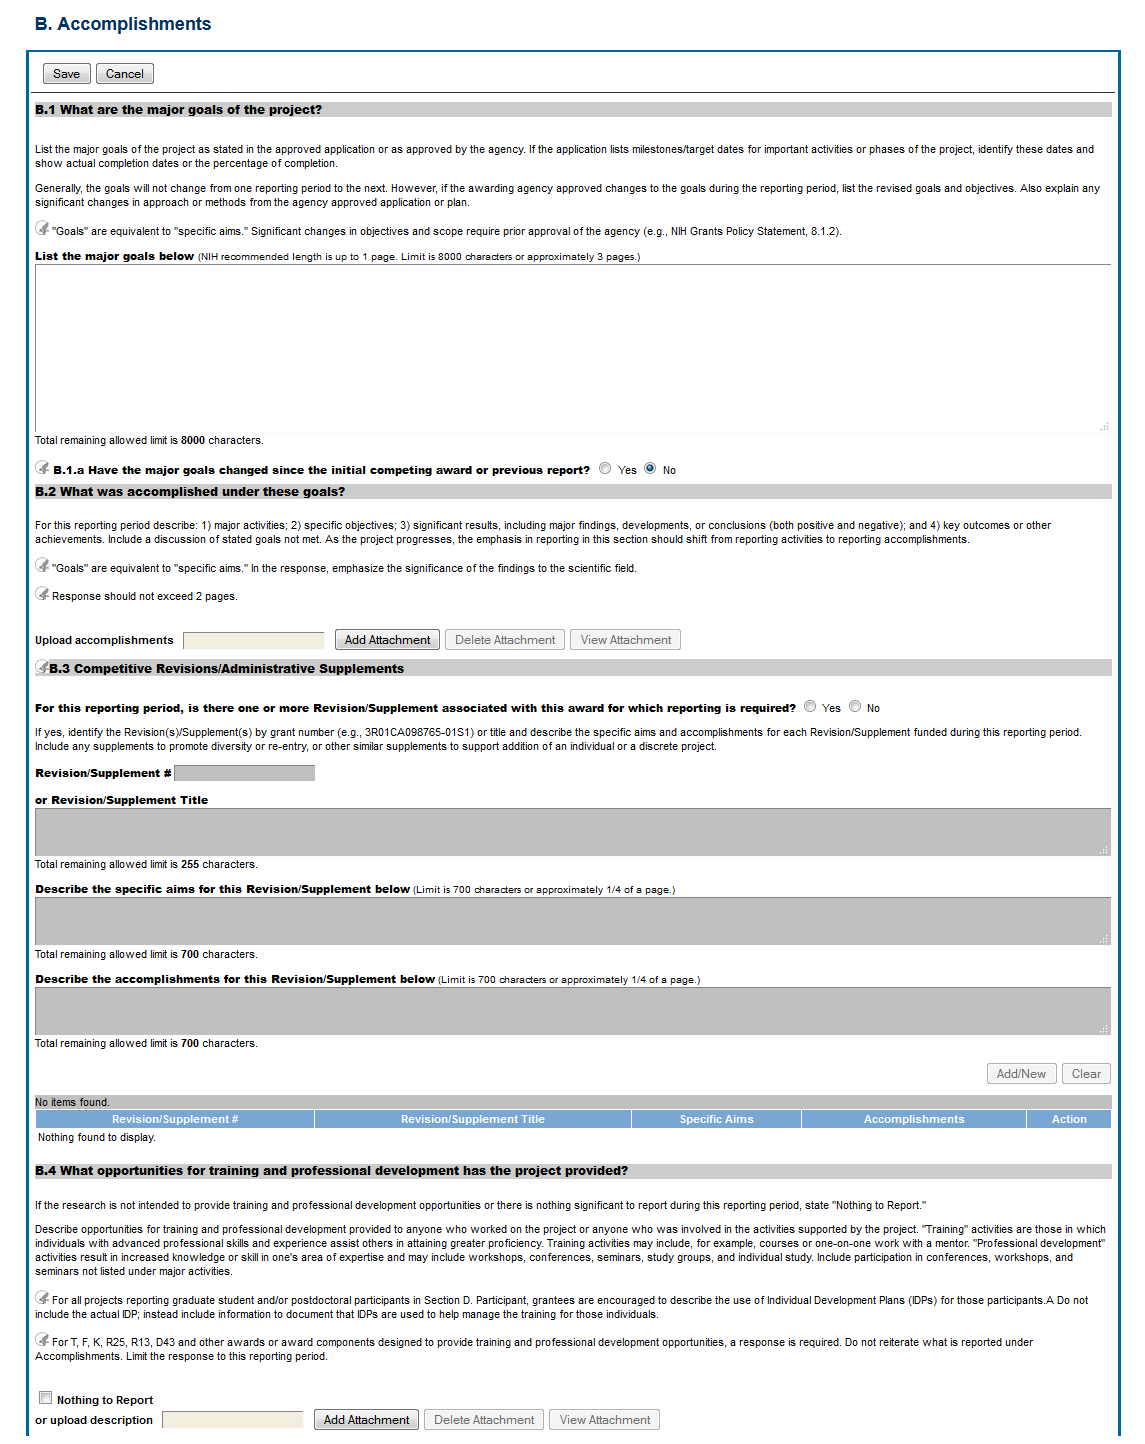 B. Accomplishments
Save Cancel
B.1 What are the major goals of the project?
List the major goals of the project as stated in the approved application or as approved by the agency. If the application lists milestones/target dates for important activities or phases of the project, identify these dates and
show actual completion dates or the percentage of completion.
Generally, the goals will not change from one reporting period to the next. However, if the awarding agency approved changes to the goals during the reporting period, list the revised goals and objectives. Also explain any
significant changes in approach or methods from the agency approved application or plan.
"Goals" are equivalent to "specific aims." Significant changes in objectives and scope require prior approval of the agency (e.g., NIH Grants Policy Statement, 8.1.2).
List the major goals below (NIH recommended length is up to 1 page. Limit is 8000 characters or approximately 3 pages.)
Total remaining allowed limit is 8000 characters.
B.1.a Have the major goals changed since the initial competing award or previous report? Yes No
B.2 What was accomplished under these goals?
For this reporting period describe: 1) major activities; 2) specific objectives; 3) significant results, including major findings, developments, or conclusions (both positive and negative); and 4) key outcomes or other
achievements. Include a discussion of stated goals not met. As the project progresses, the emphasis in reporting in this section should shift from reporting activities to reporting accomplishments.
"Goals" are equivalent to "specific aims." In the response, emphasize the significance of the findings to the scientific field.
Response should not exceed 2 pages.
Upload accomplishments Add Attachment Delete Attachment View Attachment
B.3 Competitive Revisions/Administrative Supplements
For this reporting period, is there one or more Revision/Supplement associated with this award for which reporting is required? Yes No
If yes, identify the Revision(s)/Supplement(s) by grant number (e.g., 3R01CA098765-01S1) or title and describe the specific aims and accomplishments for each Revision/Supplement funded during this reporting period.
Include any supplements to promote diversity or re-entry, or other similar supplements to support addition of an individual or a discrete project.
Revision/Supplement #
or Revision/Supplement Title
Total remaining allowed limit is 255 characters.
Describe the specific aims for this Revision/Supplement below (Limit is 700 characters or approximately 1/4 of a page.)
Total remaining allowed limit is 700 characters.
Describe the accomplishments for this Revision/Supplement below (Limit is 700 characters or approximately 1/4 of a page.)
Total remaining allowed limit is 700 characters.
Add/New Clear
No items found.
Revision/Supplement # Revision/Supplement Title Specific Aims Accomplishments Action
Nothing found to display.
B.4 What opportunities for training and professional development has the project provided?
If the research is not intended to provide training and professional development opportunities or there is nothing significant to report during this reporting period, state "Nothing to Report."
Describe opportunities for training and professional development provided to anyone who worked on the project or anyone who was involved in the activities supported by the project. "Training" activities are those in which
individuals with advanced professional skills and experience assist others in attaining greater proficiency. Training activities may include, for example, courses or one-on-one work with a mentor. "Professional development"
activities result in increased knowledge or skill in one's area of expertise and may include workshops, conferences, seminars, study groups, and individual study. Include participation in conferences, workshops, and
seminars not listed under major activities.
For all projects reporting graduate student and/or postdoctoral participants in Section D. Participant, grantees are encouraged to describe the use of Individual Development Plans (IDPs) for those participants.A Do not
include the actual IDP; instead include information to document that IDPs are used to help manage the training for those individuals.
For T, F, K, R25, R13, D43 and other awards or award components designed to provide training and professional development opportunities, a response is required. Do not reiterate what is reported under
Accomplishments. Limit the response to this reporting period.
Nothing to Report
or upload description Add Attachment Delete Attachment View Attachment